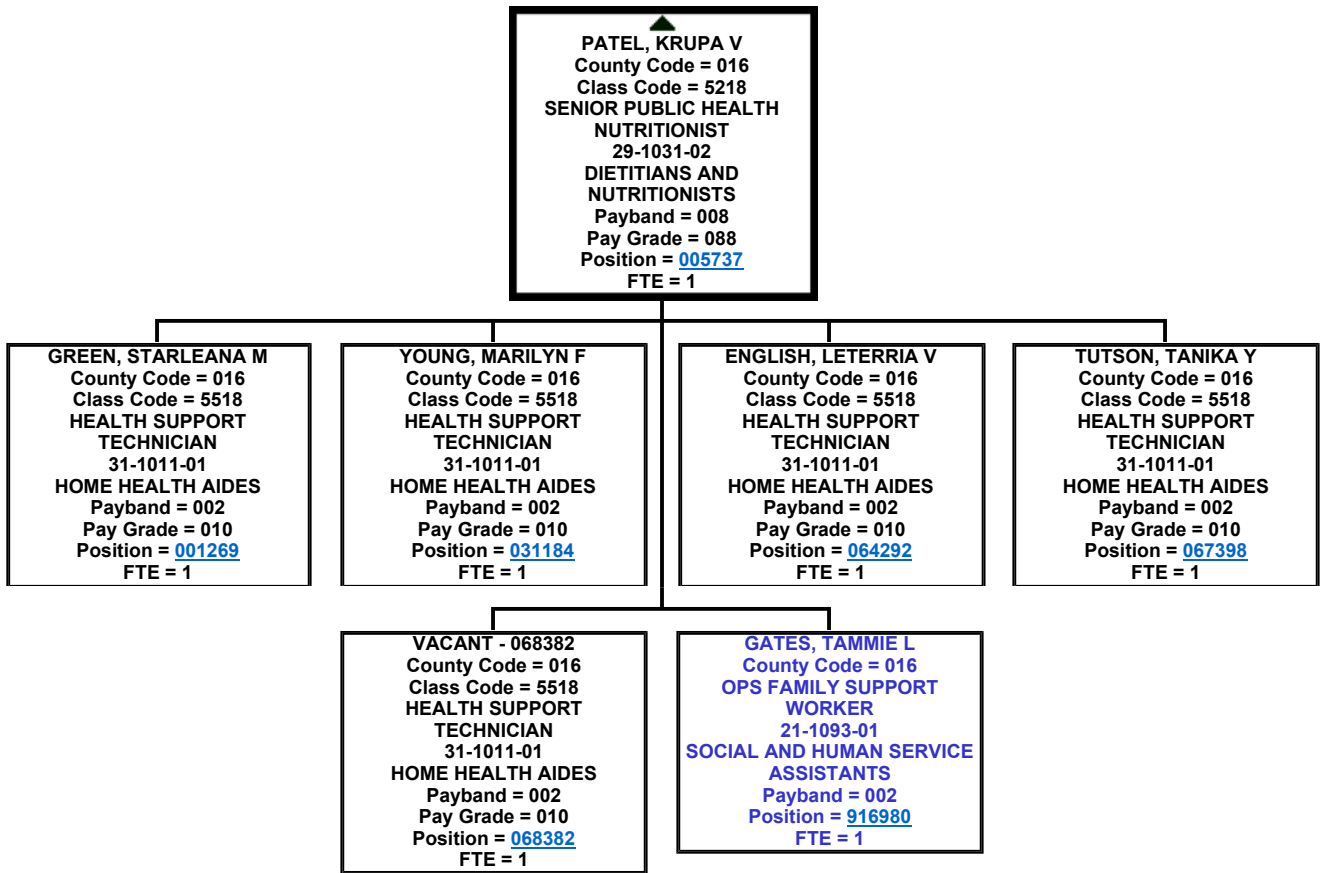 PATEL, KRUPA V
County Code = 016
Class Code = 5218
SENIOR PUBLIC HEALTH
NUTRITIONIST
29-1031-02
DIETITIANS AND
NUTRITIONISTS
Payband = 008
Pay Grade = 088
Position = 005737
FTE = 1
GREEN, STARLEANA M
County Code = 016
Class Code = 5518
HEALTH SUPPORT
TECHNICIAN
31-1011-01
HOME HEALTH AIDES
Payband = 002
Pay Grade = 010
Position = 001269
FTE = 1
YOUNG, MARILYN F
County Code = 016
Class Code = 5518
HEALTH SUPPORT
TECHNICIAN
31-1011-01
HOME HEALTH AIDES
Payband = 002
Pay Grade = 010
Position = 031184
FTE = 1
ENGLISH, LETERRIA V
County Code = 016
Class Code = 5518
HEALTH SUPPORT
TECHNICIAN
31-1011-01
HOME HEALTH AIDES
Payband = 002
Pay Grade = 010
Position = 064292
FTE = 1
TUTSON, TANIKA Y
County Code = 016
Class Code = 5518
HEALTH SUPPORT
TECHNICIAN
31-1011-01
HOME HEALTH AIDES
Payband = 002
Pay Grade = 010
Position = 067398
FTE = 1
VACANT - 068382
County Code = 016
Class Code = 5518
HEALTH SUPPORT
TECHNICIAN
31-1011-01
HOME HEALTH AIDES
Payband = 002
Pay Grade = 010
Position = 068382
FTE = 1
GATES, TAMMIE L
County Code = 016
OPS FAMILY SUPPORT
WORKER
21-1093-01
SOCIAL AND HUMAN SERVICE
ASSISTANTS
Payband = 002
Position = 916980
FTE = 1